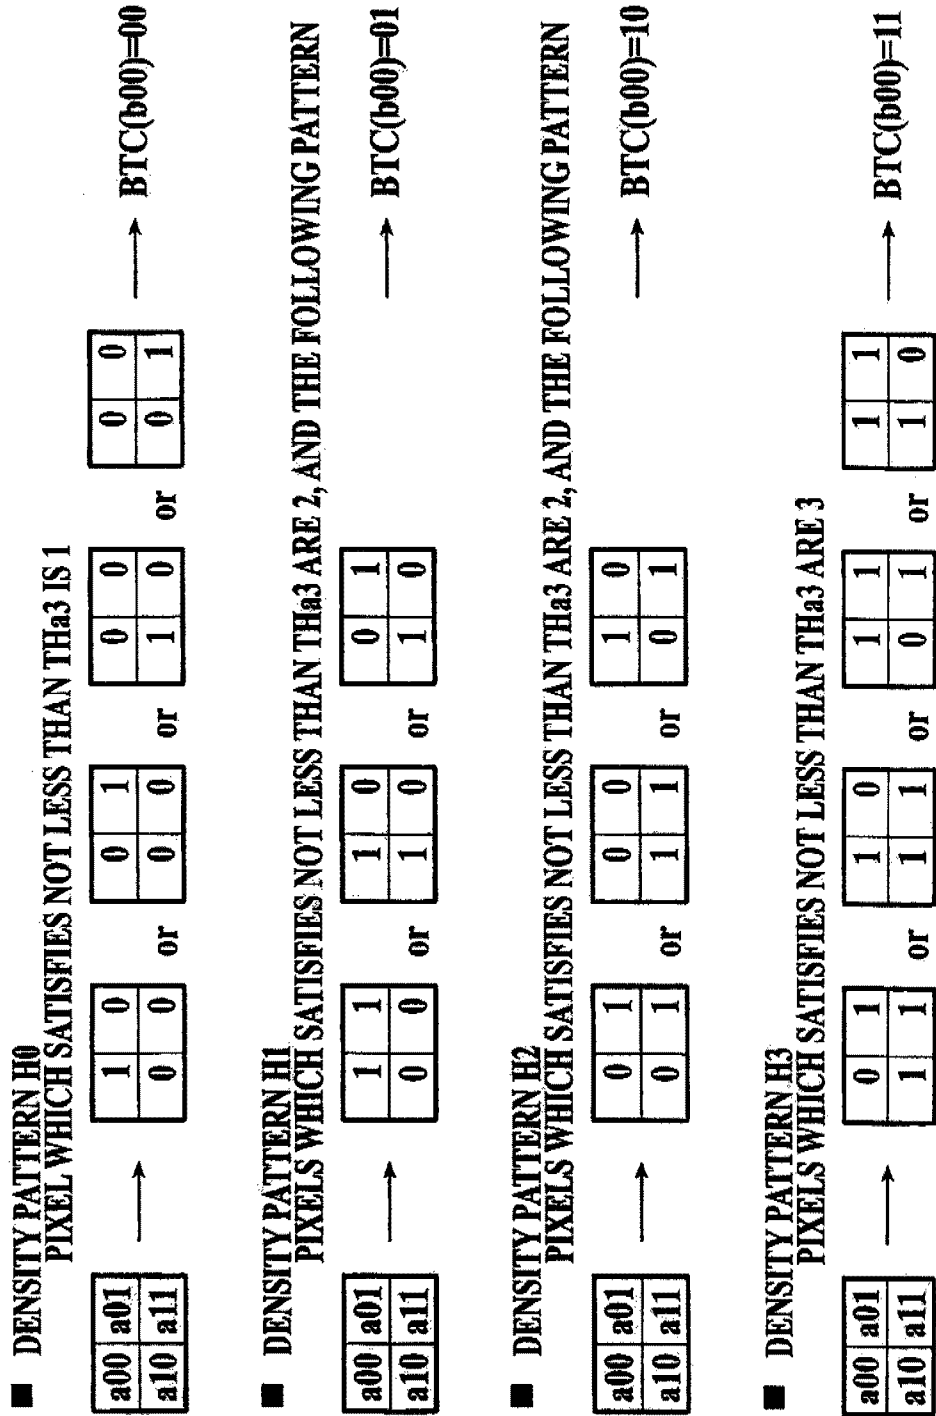 ■ DENSITY PATTERN H0
PIXEL WHICH SATISFIES NOT LESS THAN THa3 IS 1
a00 a01 → 1 0 0 1 0 0 0 0 → BTC(b00)=00
a10 a11 0 0 or 0 0 or 1 0 or 0 1
■ DENSITY PATTERN H1
PIXELS WHICH SATISFIES NOT LESS THAN THa3 ARE 2, AND THE FOLLOWING PATTERN
a00 a01 → 1 1 1 0 0 1 → BTC(b00)=01
a10 a11 0 0 or 1 0 or 1 0
■ DENSITY PATTERN H2
PIXELS WHICH SATISFIES NOT LESS THAN THa3 ARE 2, AND THE FOLLOWING PATTERN
a00 a01 → 0 1 0 0 1 0 → BTC(b00)=10
a10 a11 0 1 or 1 1 or 0 1
■ DENSITY PATTERN H3
PIXELS WHICH SATISFIES NOT LESS THAN THa3 ARE 3
a00 a01 → 0 1 1 0 1 1 1 1 → BTC(b00)=11
a10 a11 1 1 or 1 1 or 0 1 or 1 0